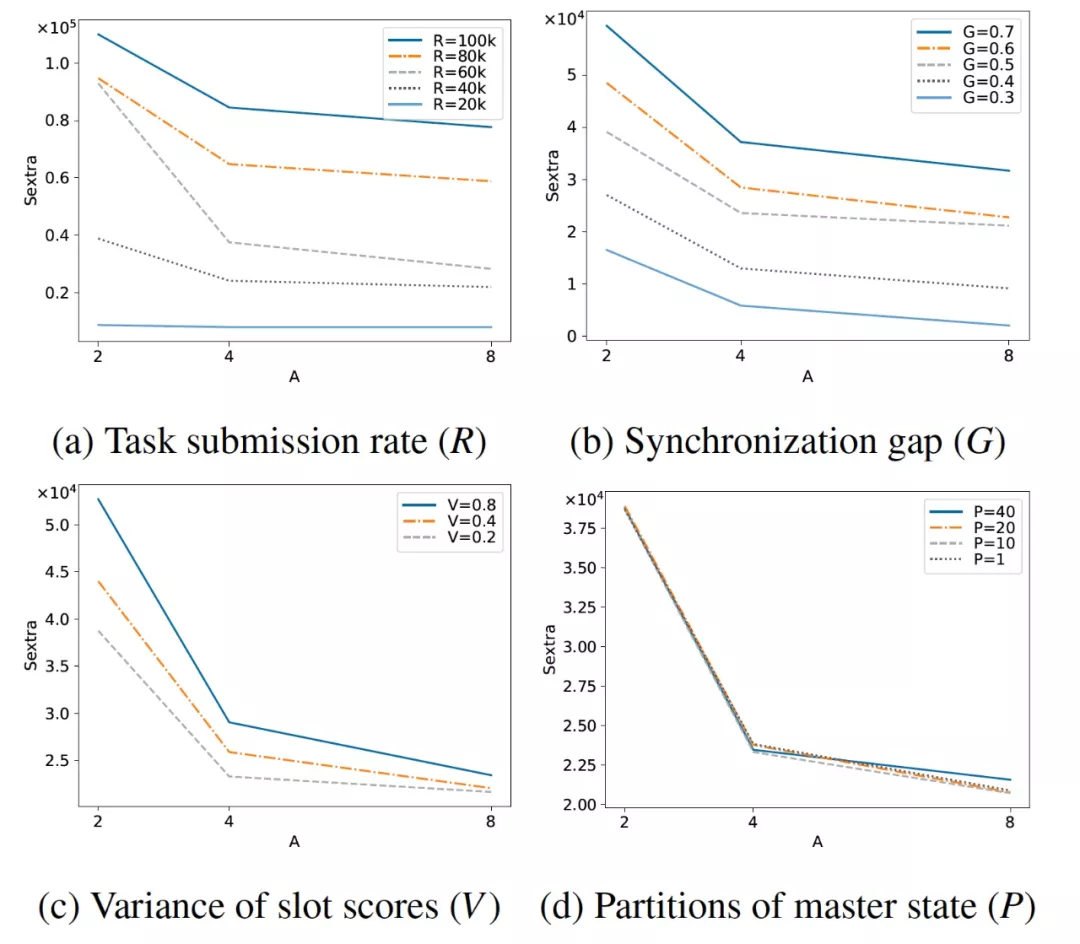 ×10⁵
1.0
0.8
0.6
0.4
0.2
Sextra
2 4 8
A
R=100k
R=80k
R=60k
R=40k
R=20k
(a) Task submission rate (R)
×10⁴
5
4
3
2
1
0
Sextra
2 4 8
A
G=0.7
G=0.6
G=0.5
G=0.4
G=0.3
(b) Synchronization gap (G)
×10⁴
5.0
4.5
4.0
3.5
3.0
2.5
Sextra
2 4 8
A
V=0.8
V=0.4
V=0.2
(c) Variance of slot scores (V)
×10⁴
3.75
3.50
3.25
3.00
2.75
2.50
2.25
2.00
Sextra
2 4 8
A
P=40
P=20
P=10
P=1
(d) Partitions of master state (P)